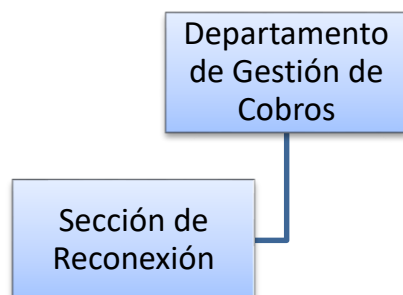 Departamento
de Gestión de
Cobros
Sección de
Reconexión